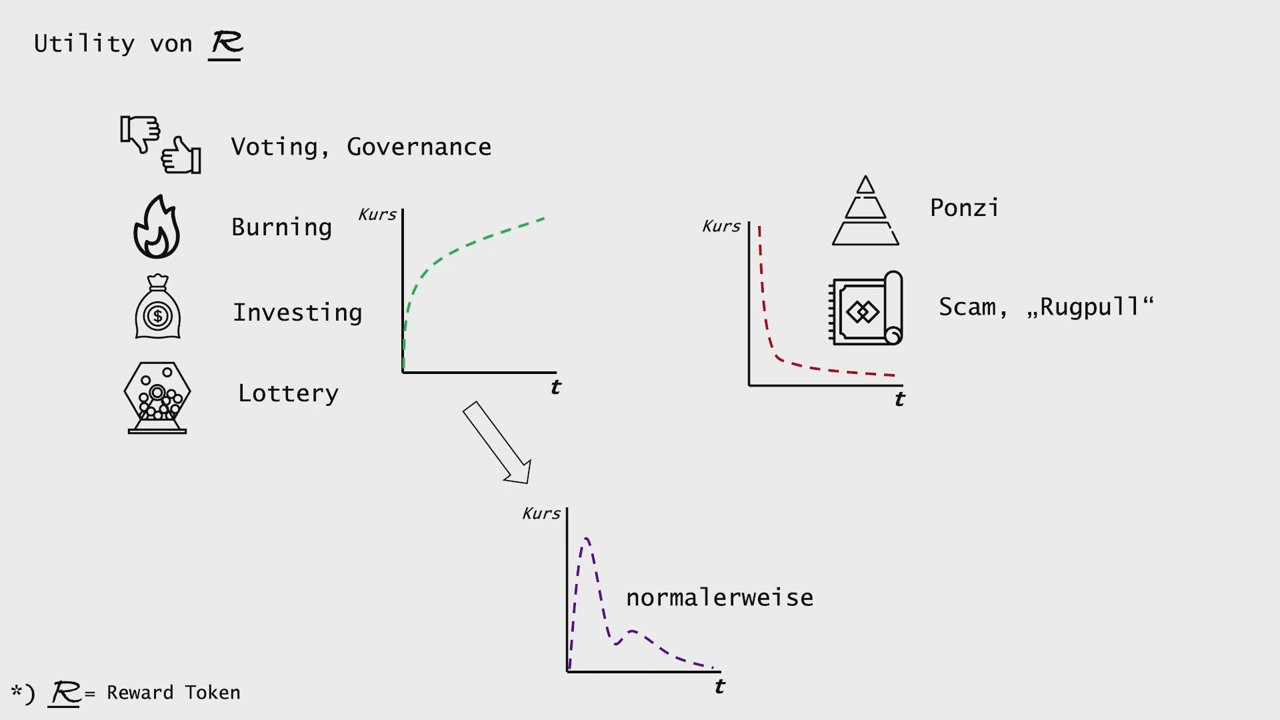 Utility von R
Voting, Governance
Burning
Investing
Lottery
Kurs
t
Kurs
t
Ponzi
Scam, „Rugpull“
Kurs
normalerweise
t
*) R = Reward Token